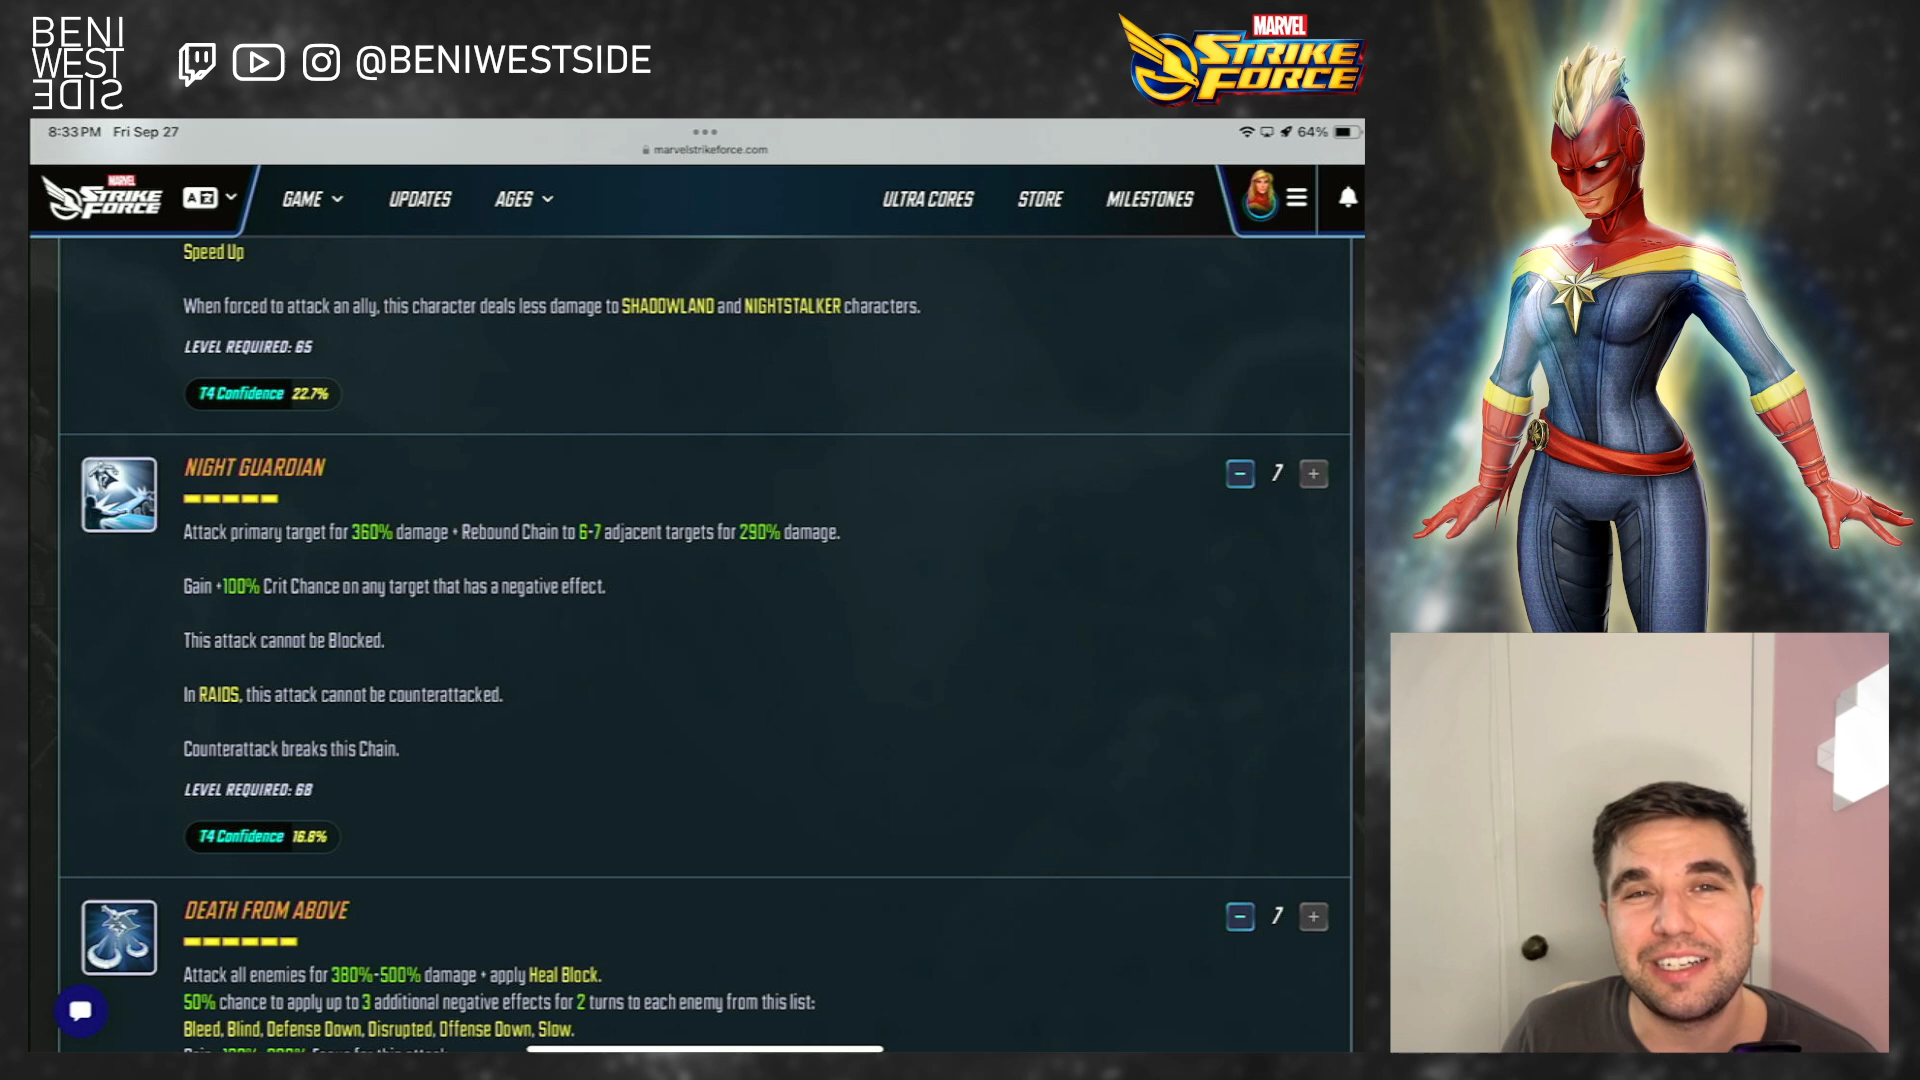 BENI
WEST
SIDE
@BENIWESTSIDE
MARVEL
STRIKE
FORCE
8:33 PM Fri Sep 27
64%
marvelstrikeforce.com
MARVEL
STRIKE
FORCE
GAME
UPDATES
AGES
ULTRA CORES
STORE
MILESTONES
Speed Up
When forced to attack an ally, this character deals less damage to SHADOWLAND and NIGHTSTALKER characters.
LEVEL REQUIRED: 65
T4 Confidence 22.7%
NIGHT GUARDIAN
- 7 +
Attack primary target for 360% damage + Rebound Chain to 6-7 adjacent targets for 290% damage.
Gain +100% Crit Chance on any target that has a negative effect.
This attack cannot be Blocked.
In RAIDS, this attack cannot be counterattacked.
Counterattack breaks this Chain.
LEVEL REQUIRED: 68
T4 Confidence 16.8%
DEATH FROM ABOVE
- 7 +
Attack all enemies for 380%-500% damage + apply Heal Block.
50% chance to apply up to 3 additional negative effects for 2 turns to each enemy from this list:
Bleed, Blind, Defense Down, Disrupted, Offense Down, Slow.